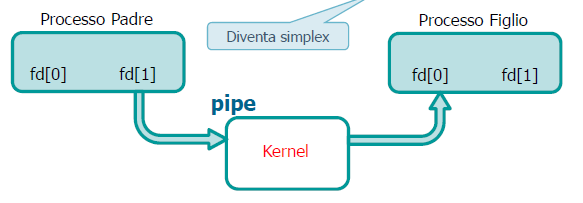 Processo Padre
Processo Figlio
Diventa simplex
fd[0] fd[1]
fd[0] fd[1]
pipe
Kernel